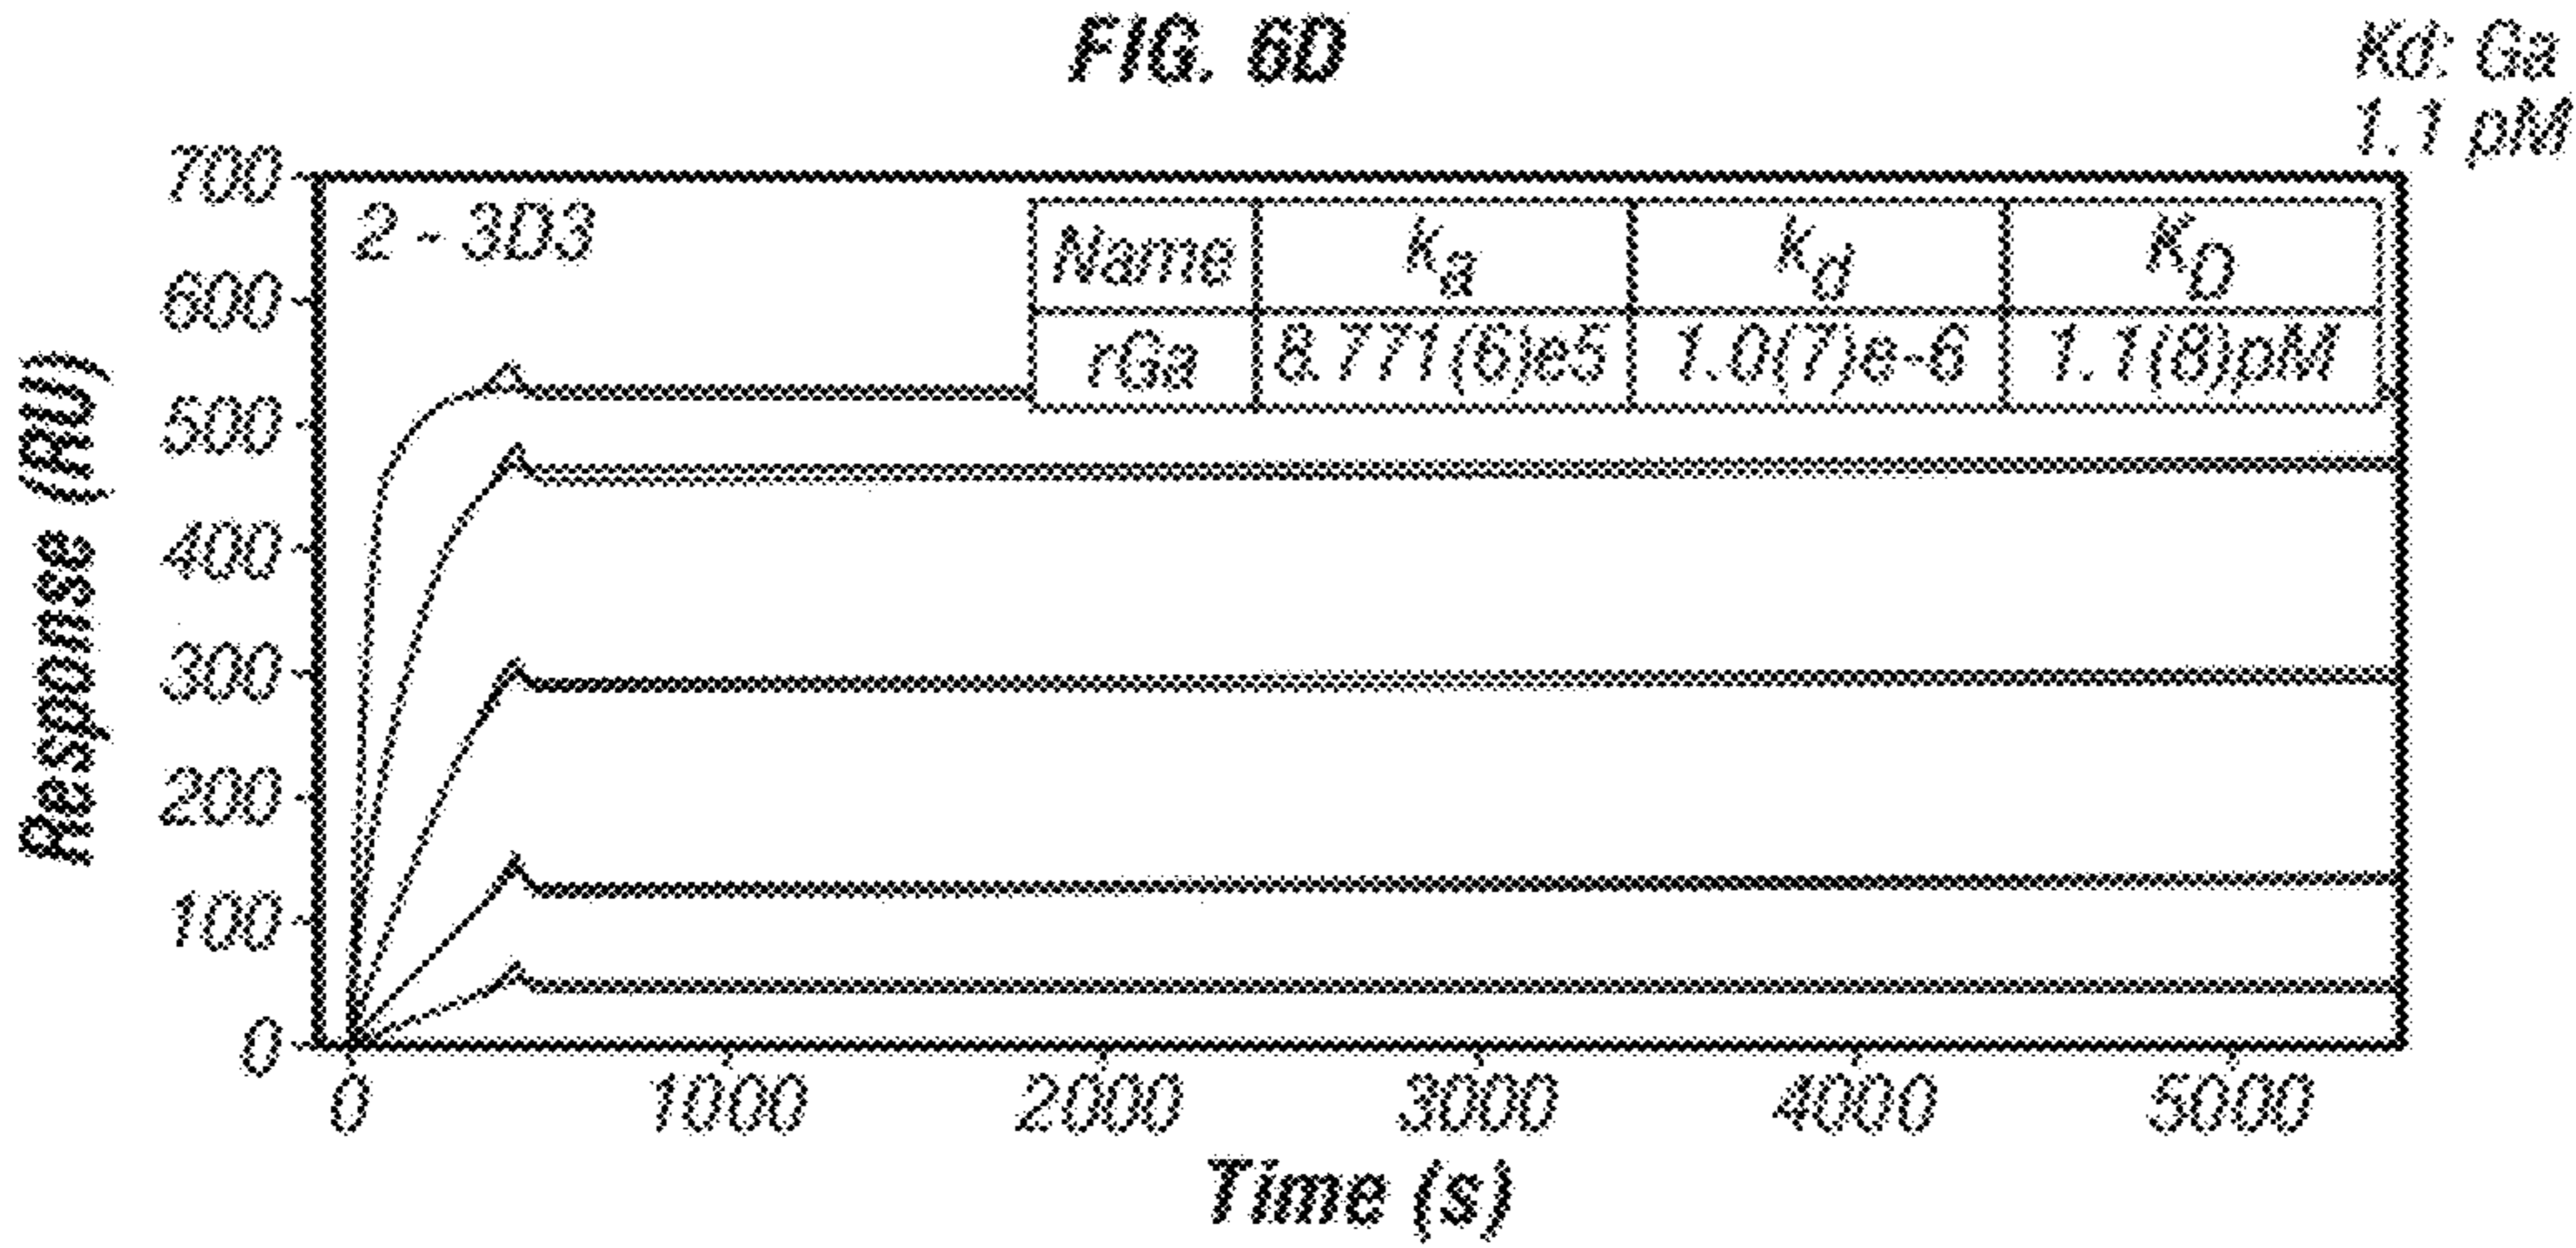 FIG. 6D
Kd: Ga
1.1 pM
700
2 - 3D3
Name ka kd KD
rGa 8.771(6)e5 1.0(7)e-6 1.1(8)pM
600
500
400
300
200
100
0
Response (RU)
0 1000 2000 3000 4000 5000
Time (s)